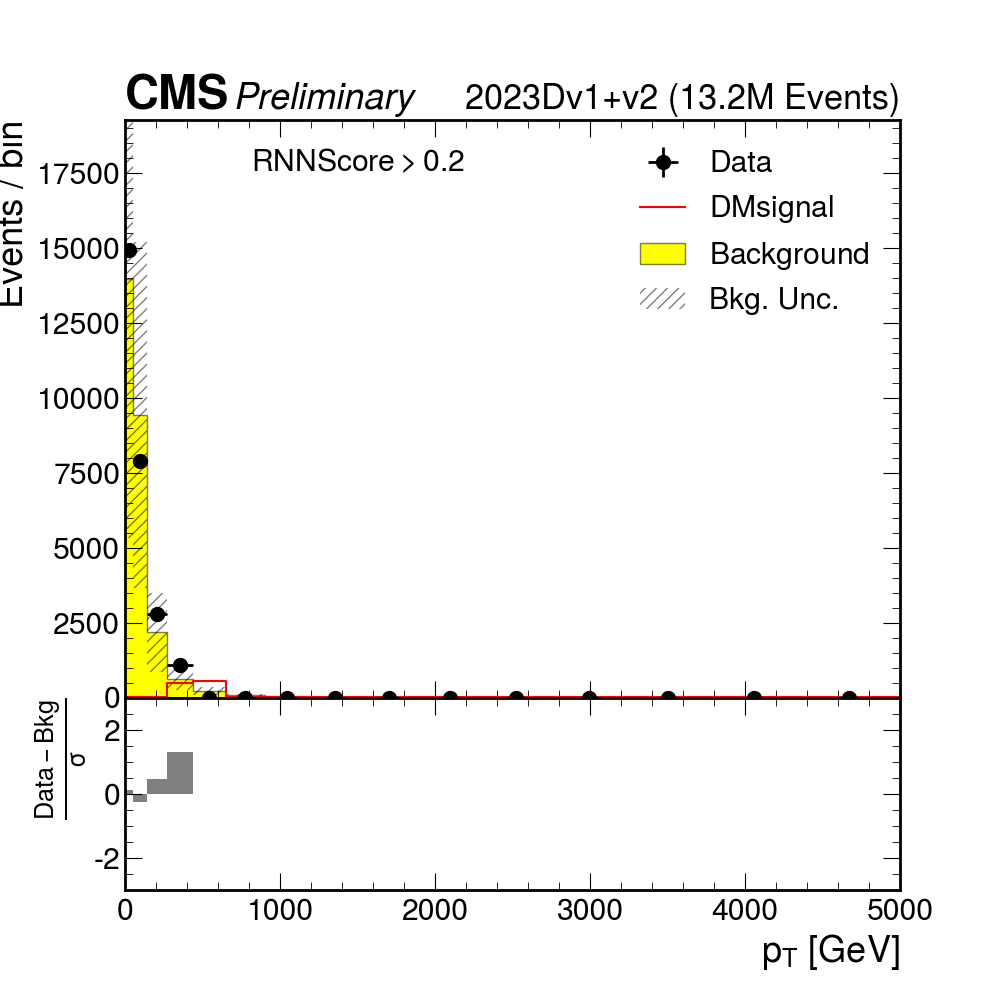 CMS Preliminary 2023Dv1+v2 (13.2M Events)
Events / bin
RNNScore > 0.2
Data
DMsignal
Background
Bkg. Unc.
17500
15000
12500
10000
7500
5000
2500
0
Data – Bkg
σ
2
0
-2
0 1000 2000 3000 4000 5000
pT [GeV]